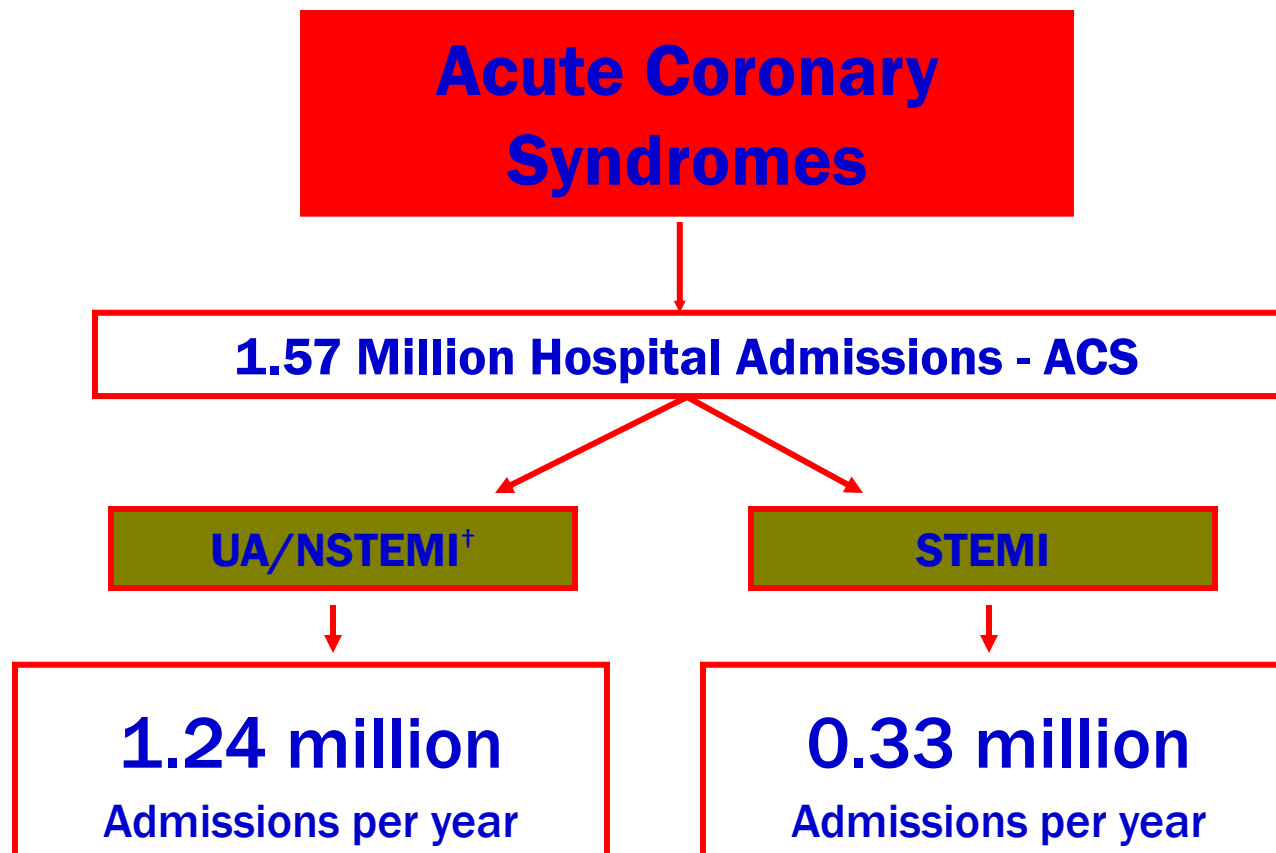 Acute Coronary
Syndromes
1.57 Million Hospital Admissions - ACS
UA/NSTEMI†
STEMI
1.24 million
Admissions per year
0.33 million
Admissions per year